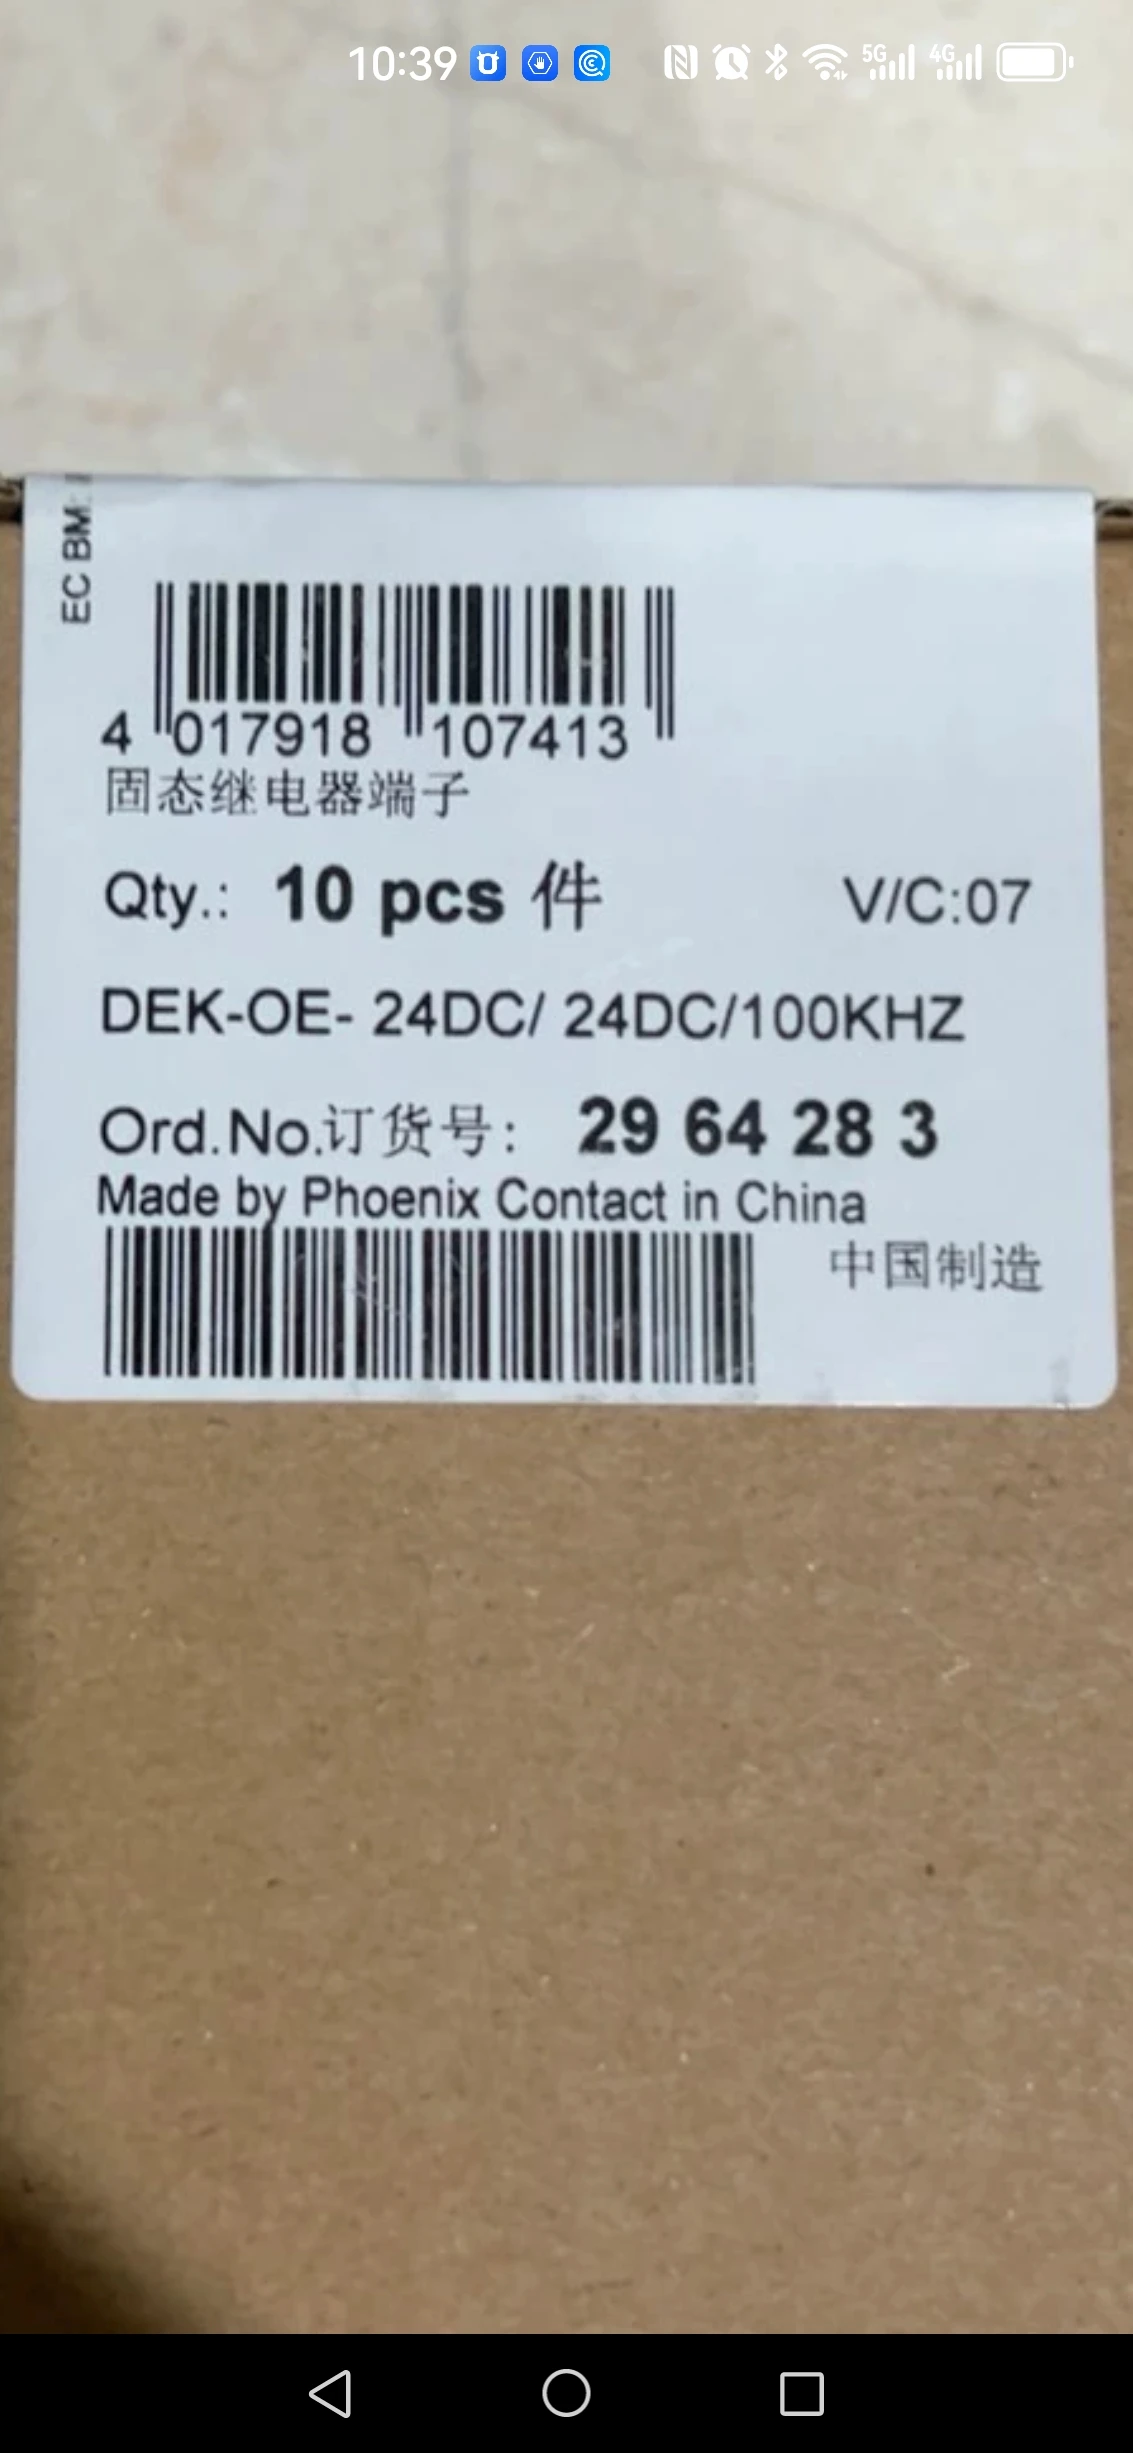 10:39 5G 4G
EC BM:
4 017918 107413
固态继电器端子
Qty.: 10 pcs 件 V/C:07
DEK-OE- 24DC/ 24DC/100KHZ
Ord.No.订货号: 29 64 28 3
Made by Phoenix Contact in China
中国制造